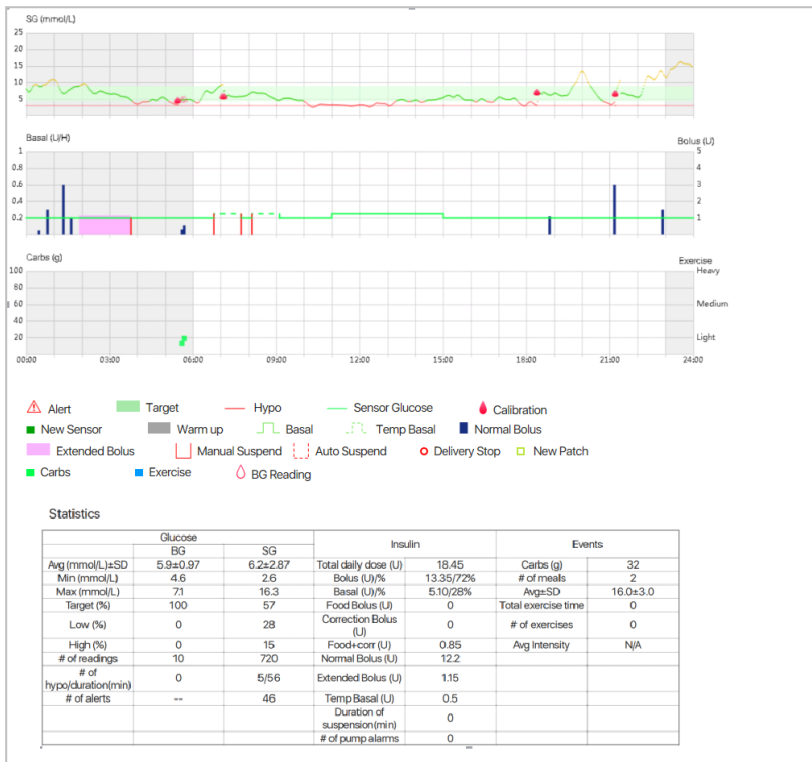 SG (mmol/L)
25
20
15
10
5
Basal (U/H)
Bolus (U)
1
5
0.8
4
0.6
3
0.4
2
0.2
1
Carbs (g)
Exercise
100
Heavy
80
60
Medium
40
20
Light
00:00
03:00
06:00
09:00
12:00
15:00
18:00
21:00
24:00
Alert
Target
Hypo
Sensor Glucose
Calibration
New Sensor
Warm up
Basal
Temp Basal
Normal Bolus
Extended Bolus
Manual Suspend
Auto Suspend
Delivery Stop
New Patch
Carbs
Exercise
BG Reading
Statistics
Glucose Insulin Events
BG SG
Avg (mmol/L)±SD 5.9±0.97 6.2±2.87 Total daily dose (U) 18.45 Carbs (g) 32
Min (mmol/L) 4.6 2.6 Bolus (U)/% 13.35/72% # of meals 2
Max (mmol/L) 7.1 16.3 Basal (U)/% 5.10/28% Avg±SD 16.0±3.0
Target (%) 100 57 Food Bolus (U) 0 Total exercise time 0
Low (%) 0 28 Correction Bolus (U) 0 # of exercises 0
High (%) 0 15 Food+corr (U) 0.85 Avg Intensity N/A
# of readings 10 720 Normal Bolus (U) 12.2
# of hypo/duration(min) 0 5/56 Extended Bolus (U) 1.15
# of alerts -- 46 Temp Basal (U) 0.5
Duration of suspension(min) 0
# of pump alarms 0